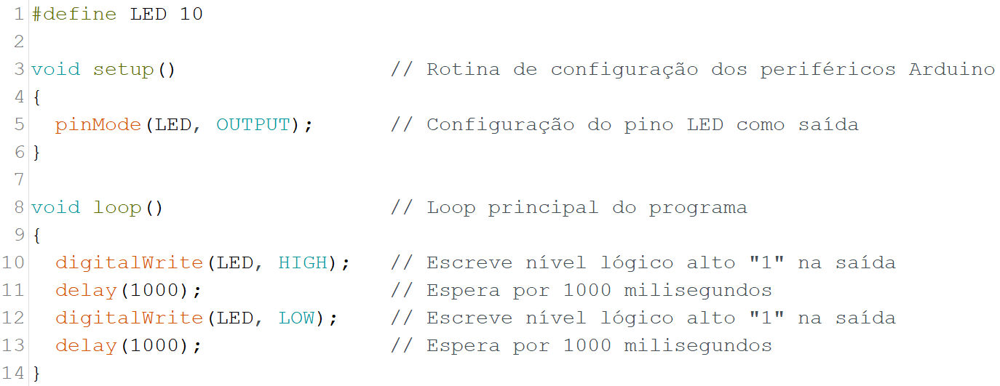 1 #define LED 10
2
3 void setup() // Rotina de configuração dos periféricos Arduino
4 {
5 pinMode(LED, OUTPUT); // Configuração do pino LED como saída
6 }
7
8 void loop() // Loop principal do programa
9 {
10 digitalWrite(LED, HIGH); // Escreve nível lógico alto "1" na saída
11 delay(1000); // Espera por 1000 milisegundos
12 digitalWrite(LED, LOW); // Escreve nível lógico alto "1" na saída
13 delay(1000); // Espera por 1000 milisegundos
14 }